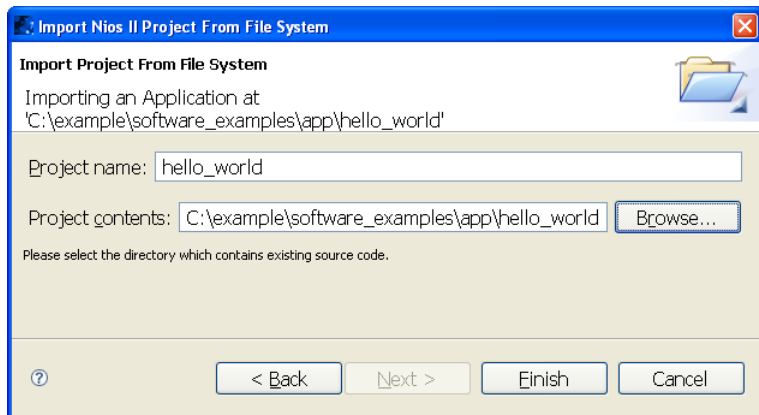 Import Nios II Project From File System
Import Project From File System
Importing an Application at
'C:\example\software_examples\app\hello_world'
Project name: hello_world
Project contents: C:\example\software_examples\app\hello_world Browse...
Please select the directory which contains existing source code.
? < Back Next > Finish Cancel